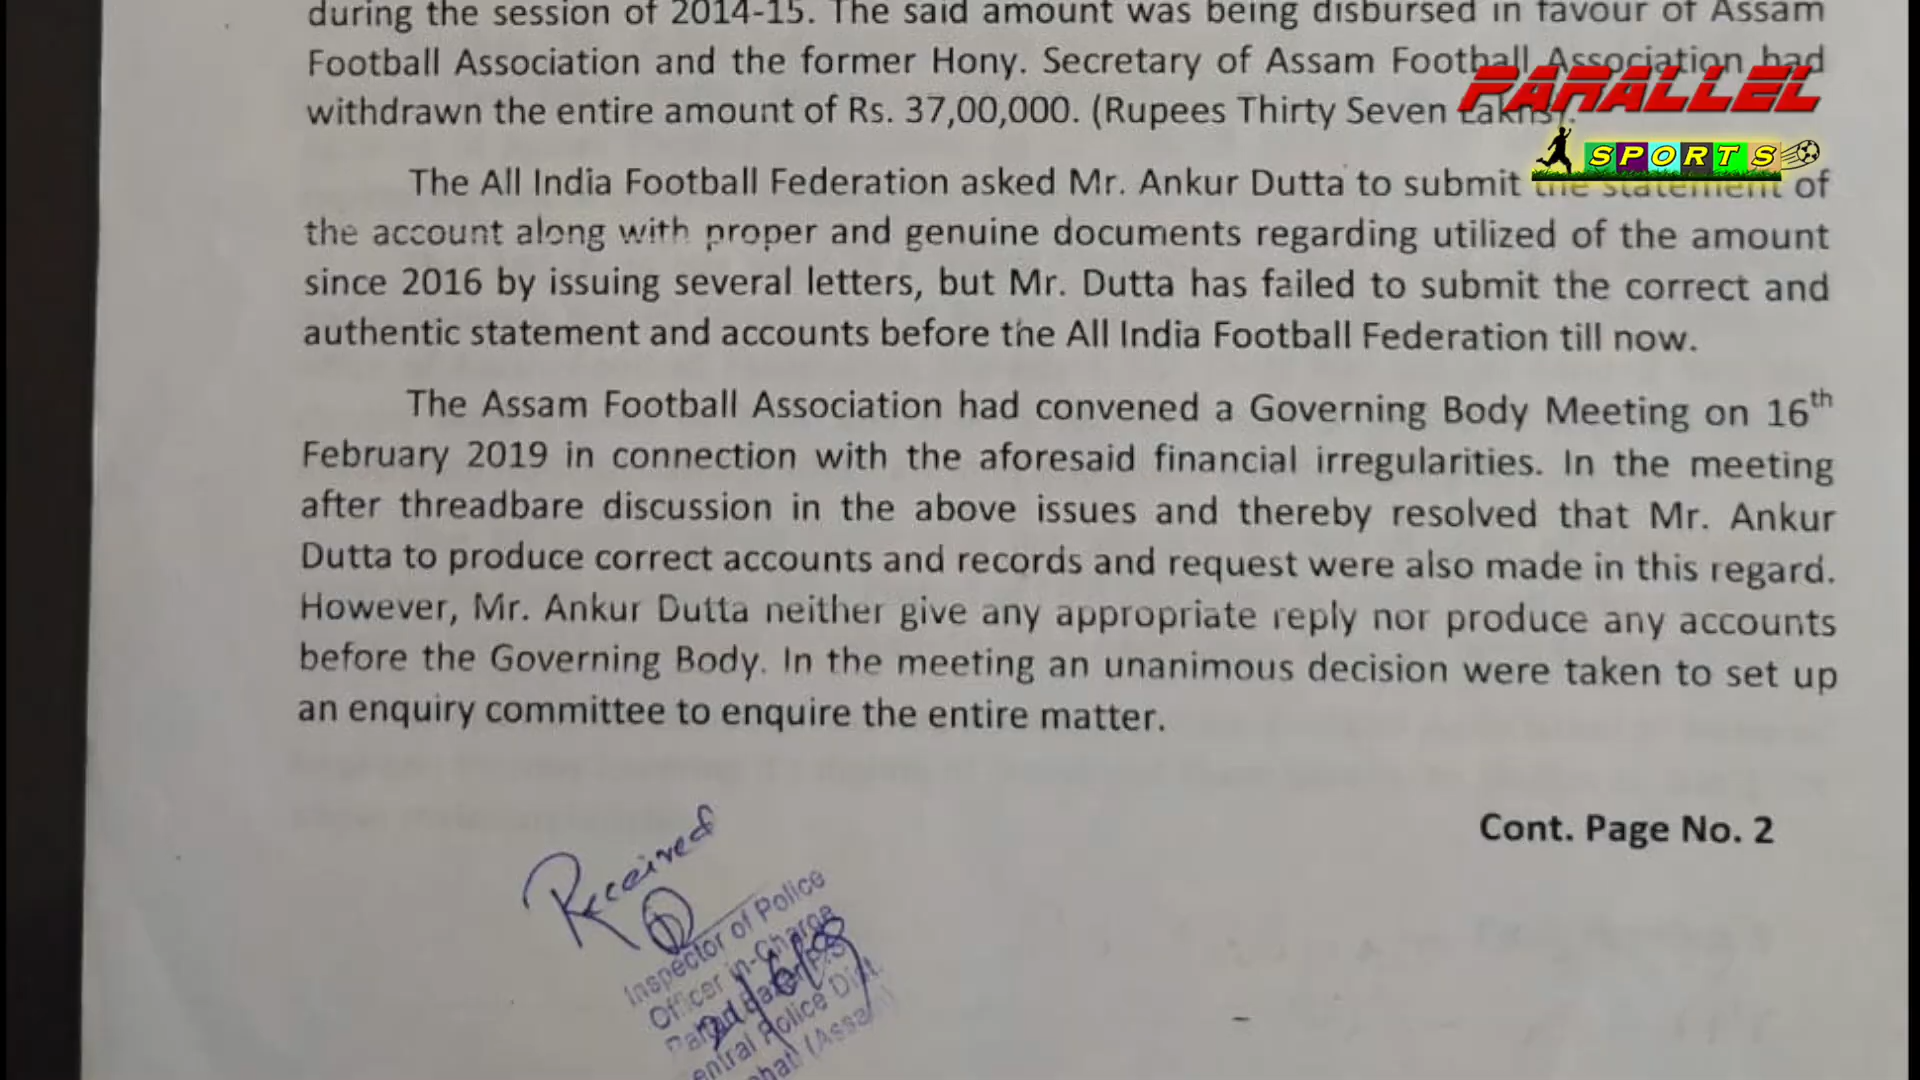 during the session of 2014-15. The said amount was being disbursed in favour of Assam
Football Association and the former Hony. Secretary of Assam Football Association had
withdrawn the entire amount of Rs. 37,00,000. (Rupees Thirty Seven Lakhs).
PARALLEL
SPORTS
The All India Football Federation asked Mr. Ankur Dutta to submit the statement of
the account along with proper and genuine documents regarding utilized of the amount
since 2016 by issuing several letters, but Mr. Dutta has failed to submit the correct and
authentic statement and accounts before the All India Football Federation till now.
The Assam Football Association had convened a Governing Body Meeting on 16th
February 2019 in connection with the aforesaid financial irregularities. In the meeting
after threadbare discussion in the above issues and thereby resolved that Mr. Ankur
Dutta to produce correct accounts and records and request were also made in this regard.
However, Mr. Ankur Dutta neither give any appropriate reply nor produce any accounts
before the Governing Body. In the meeting an unanimous decision were taken to set up
an enquiry committee to enquire the entire matter.
Cont. Page No. 2
Received
Inspector of Police
Officer in-Charge
Police Dist.
(Assam)